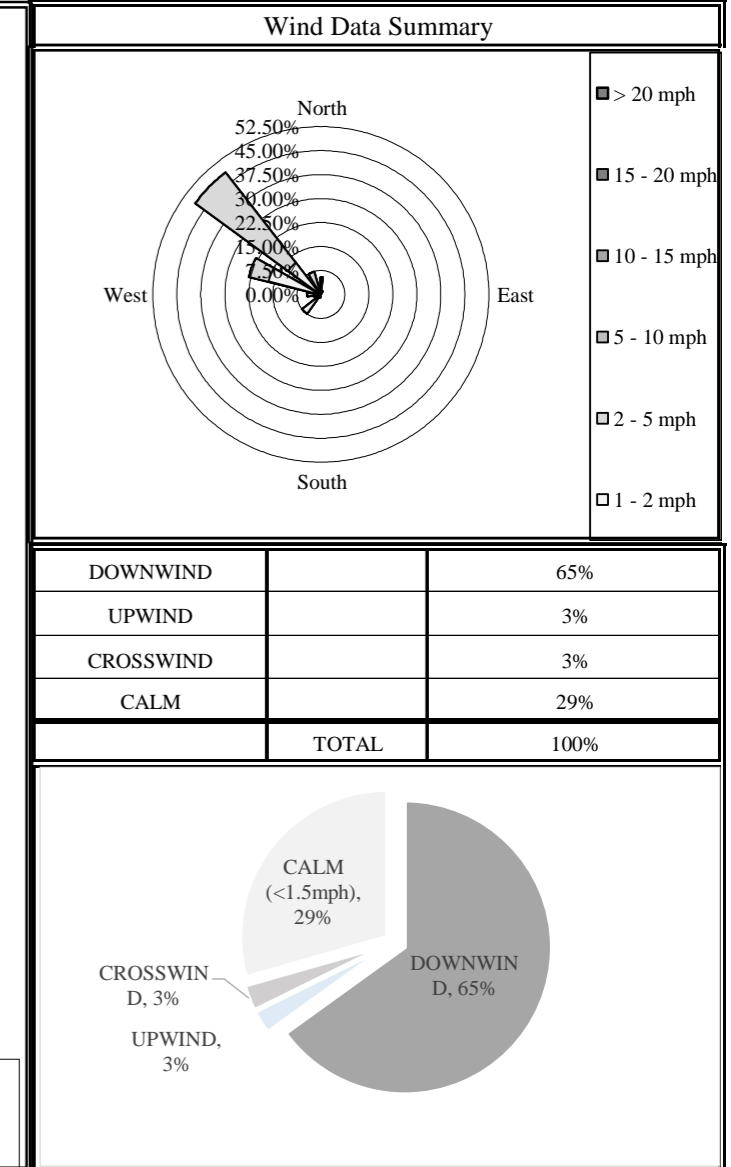 Wind Data Summary
North
52.50%
45.00%
37.50%
30.00%
22.50%
15.00%
7.50%
0.00%
West
East
South
> 20 mph
15 - 20 mph
10 - 15 mph
5 - 10 mph
2 - 5 mph
1 - 2 mph
DOWNWIND 65%
UPWIND 3%
CROSSWIND 3%
CALM 29%
TOTAL 100%
CALM
(<1.5mph),
29%
CROSSWIN
D, 3%
UPWIND,
3%
DOWNWIN
D, 65%